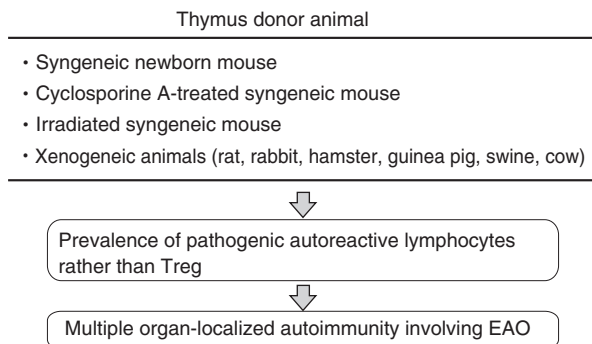 Thymus donor animal
・Syngeneic newborn mouse
・Cyclosporine A-treated syngeneic mouse
・Irradiated syngeneic mouse
・Xenogeneic animals (rat, rabbit, hamster, guinea pig, swine, cow)
Prevalence of pathogenic autoreactive lymphocytes
rather than Treg
Multiple organ-localized autoimmunity involving EAO